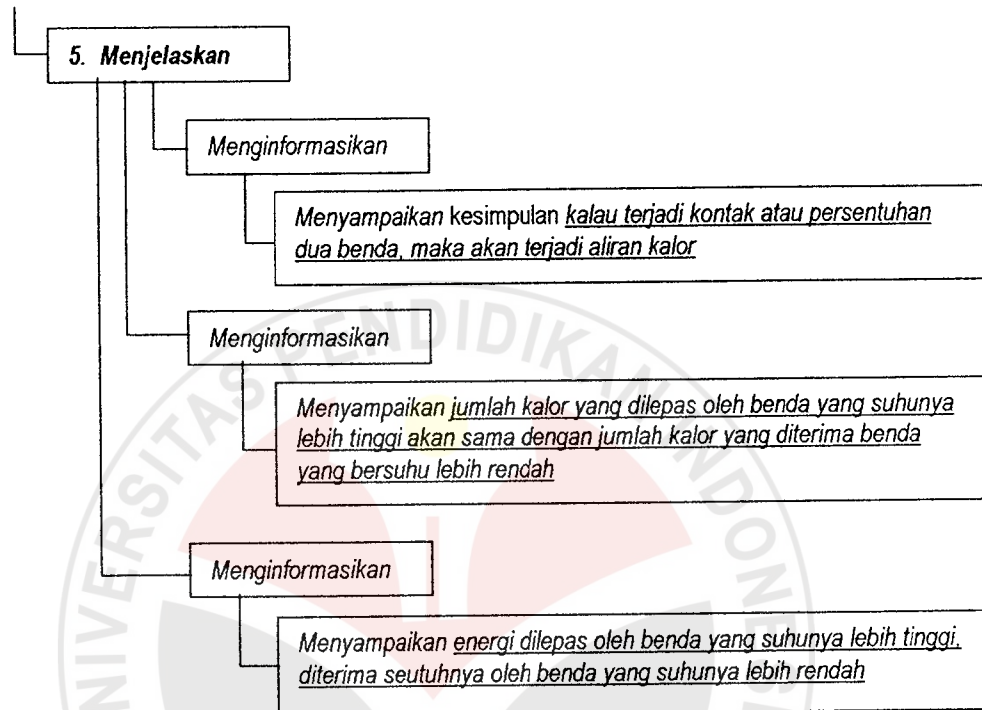 5. Menjelaskan
Menginformasikan
Menyampaikan kesimpulan kalau terjadi kontak atau persentuhan
dua benda, maka akan terjadi aliran kalor
Menginformasikan
Menyampaikan jumlah kalor yang dilepas oleh benda yang suhunya
lebih tinggi akan sama dengan jumlah kalor yang diterima benda
yang bersuhu lebih rendah
Menginformasikan
Menyampaikan energi dilepas oleh benda yang suhunya lebih tinggi,
diterima seutuhnya oleh benda yang suhunya lebih rendah
UNIVERSITAS PENDIDIKAN INDONES